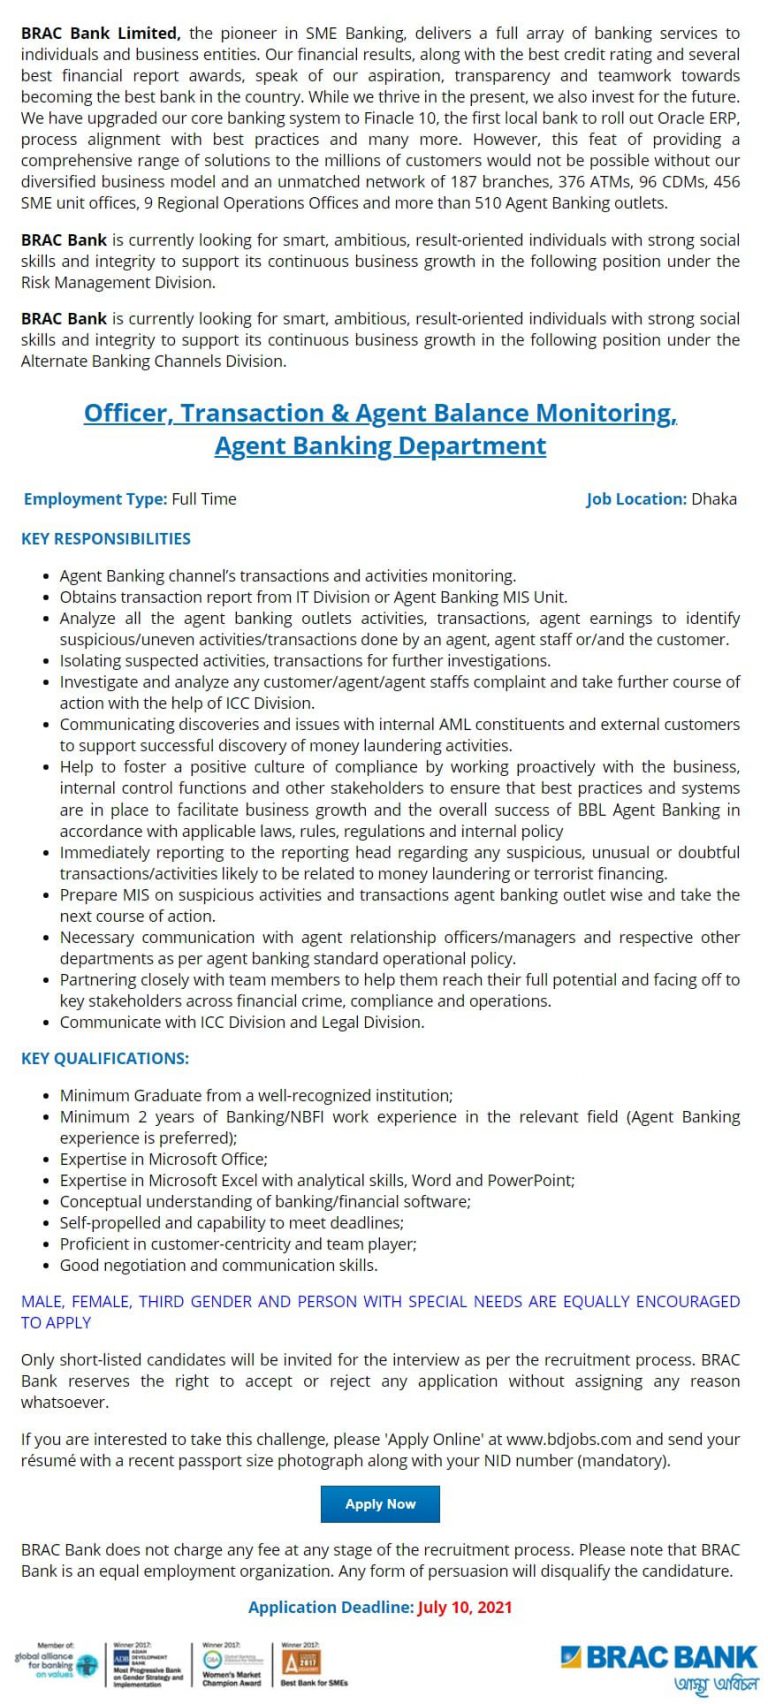 BRAC Bank Limited, the pioneer in SME Banking, delivers a full array of banking services to
individuals and business entities. Our financial results, along with the best credit rating and several
best financial report awards, speak of our aspiration, transparency and teamwork towards
becoming the best bank in the country. While we thrive in the present, we also invest for the future.
We have upgraded our core banking system to Finacle 10, the first local bank to roll out Oracle ERP,
process alignment with best practices and many more. However, this feat of providing a
comprehensive range of solutions to the millions of customers would not be possible without our
diversified business model and an unmatched network of 187 branches, 376 ATMs, 96 CDMs, 456
SME unit offices, 9 Regional Operations Offices and more than 510 Agent Banking outlets.
BRAC Bank is currently looking for smart, ambitious, result-oriented individuals with strong social
skills and integrity to support its continuous business growth in the following position under the
Risk Management Division.
BRAC Bank is currently looking for smart, ambitious, result-oriented individuals with strong social
skills and integrity to support its continuous business growth in the following position under the
Alternate Banking Channels Division.
Officer, Transaction & Agent Balance Monitoring,
Agent Banking Department
Employment Type: Full Time Job Location: Dhaka
KEY RESPONSIBILITIES
• Agent Banking channel's transactions and activities monitoring.
• Obtains transaction report from IT Division or Agent Banking MIS Unit.
• Analyze all the agent banking outlets activities, transactions, agent earnings to identify
suspicious/uneven activities/transactions done by an agent, agent staff or/and the customer.
• Isolating suspected activities, transactions for further investigations.
• Investigate and analyze any customer/agent/agent staffs complaint and take further course of
action with the help of ICC Division.
• Communicating discoveries and issues with internal AML constituents and external customers
to support successful discovery of money laundering activities.
• Help to foster a positive culture of compliance by working proactively with the business,
internal control functions and other stakeholders to ensure that best practices and systems
are in place to facilitate business growth and the overall success of BBL Agent Banking in
accordance with applicable laws, rules, regulations and internal policy
• Immediately reporting to the reporting head regarding any suspicious, unusual or doubtful
transactions/activities likely to be related to money laundering or terrorist financing.
• Prepare MIS on suspicious activities and transactions agent banking outlet wise and take the
next course of action.
• Necessary communication with agent relationship officers/managers and respective other
departments as per agent banking standard operational policy.
• Partnering closely with team members to help them reach their full potential and facing off to
key stakeholders across financial crime, compliance and operations.
• Communicate with ICC Division and Legal Division.
KEY QUALIFICATIONS:
• Minimum Graduate from a well-recognized institution;
• Minimum 2 years of Banking/NBFI work experience in the relevant field (Agent Banking
experience is preferred);
• Expertise in Microsoft Office;
• Expertise in Microsoft Excel with analytical skills, Word and PowerPoint;
• Conceptual understanding of banking/financial software;
• Self-propelled and capability to meet deadlines;
• Proficient in customer-centricity and team player;
• Good negotiation and communication skills.
MALE, FEMALE, THIRD GENDER AND PERSON WITH SPECIAL NEEDS ARE EQUALLY ENCOURAGED
TO APPLY
Only short-listed candidates will be invited for the interview as per the recruitment process. BRAC
Bank reserves the right to accept or reject any application without assigning any reason
whatsoever.
If you are interested to take this challenge, please 'Apply Online' at www.bdjobs.com and send your
résumé with a recent passport size photograph along with your NID number (mandatory).
Apply Now
BRAC Bank does not charge any fee at any stage of the recruitment process. Please note that BRAC
Bank is an equal employment organization. Any form of persuasion will disqualify the candidature.
Application Deadline: July 10, 2021
Member of:
global alliance
for banking
on values
Winner 2017:
ADB ASIAN
DEVELOPMENT
BANK
Most Progressive Bank
on Gender Strategy and
Implementation
Winner 2017:
Women's Market
Champion Award
Winner 2017:
2017
Best Bank for SMEs
BRAC BANK
আস্থা অবিচল